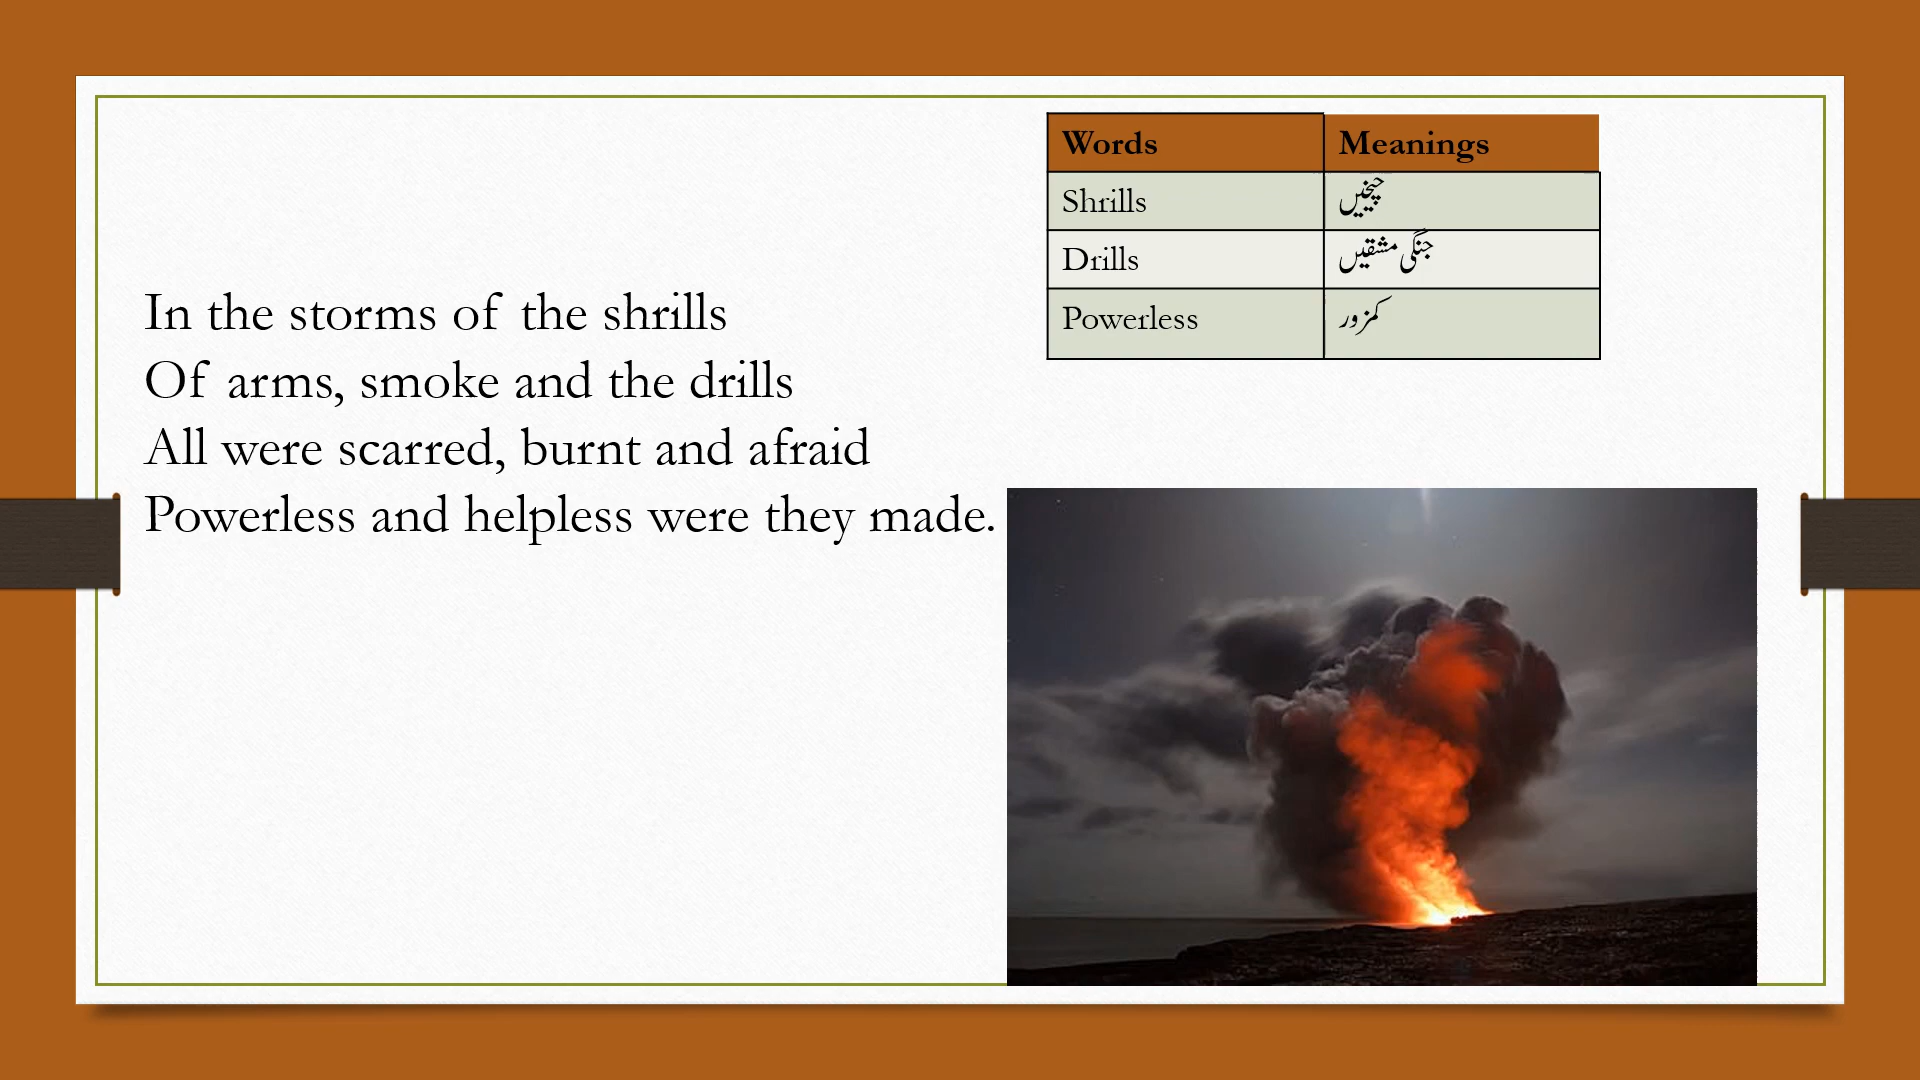 Words Meanings
Shrills چیخیں
Drills جنگی مشقیں
Powerless کمزور
In the storms of the shrills
Of arms, smoke and the drills
All were scarred, burnt and afraid
Powerless and helpless were they made.